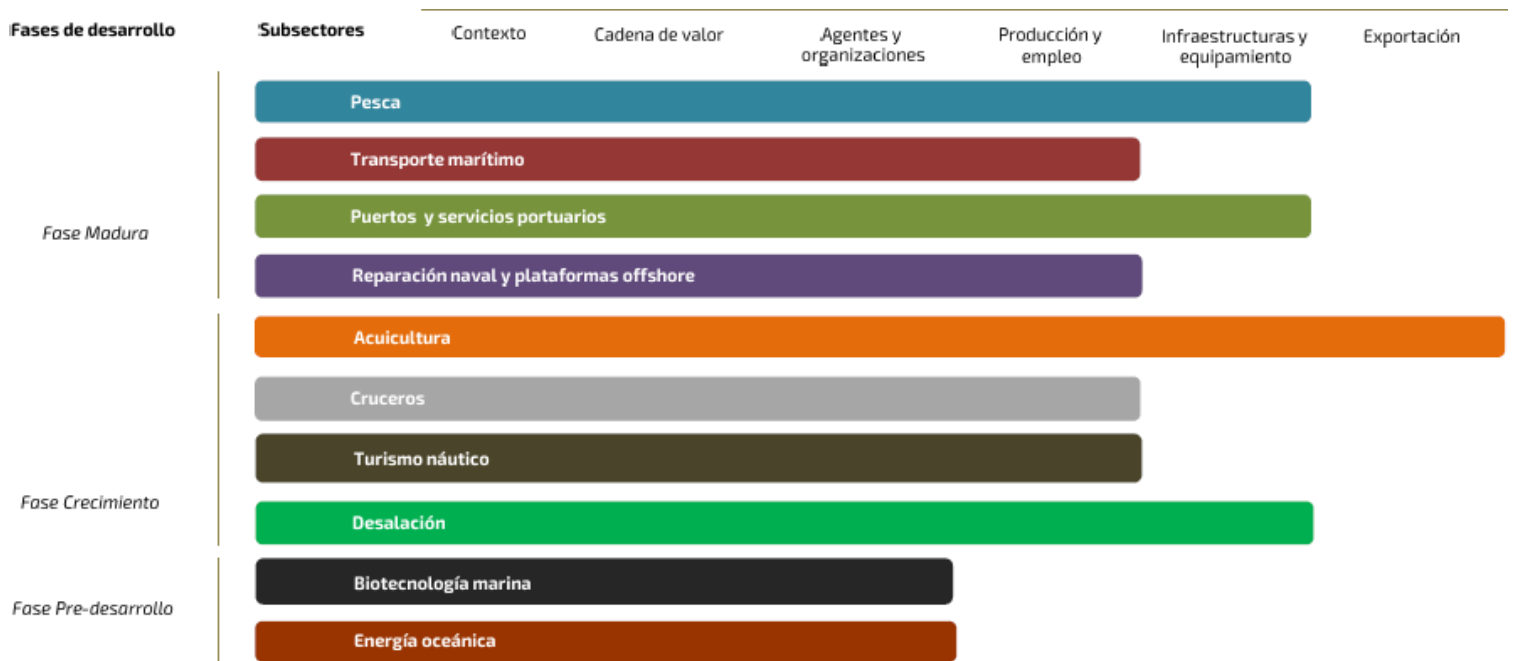 Fases de desarrollo
Subsectores
Contexto
Cadena de valor
Agentes y
organizaciones
Producción y
empleo
Infraestructuras y
equipamiento
Exportación
Fase Madura
Pesca
Transporte marítimo
Puertos y servicios portuarios
Reparación naval y plataformas offshore
Fase Crecimiento
Acuicultura
Cruceros
Turismo náutico
Desalación
Fase Pre-desarrollo
Biotecnología marina
Energía oceánica